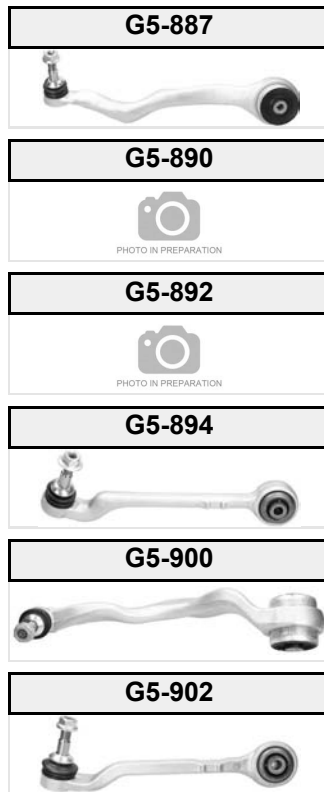 G5-887
G5-890
PHOTO IN PREPARATION
G5-892
PHOTO IN PREPARATION
G5-894
G5-900
G5-902